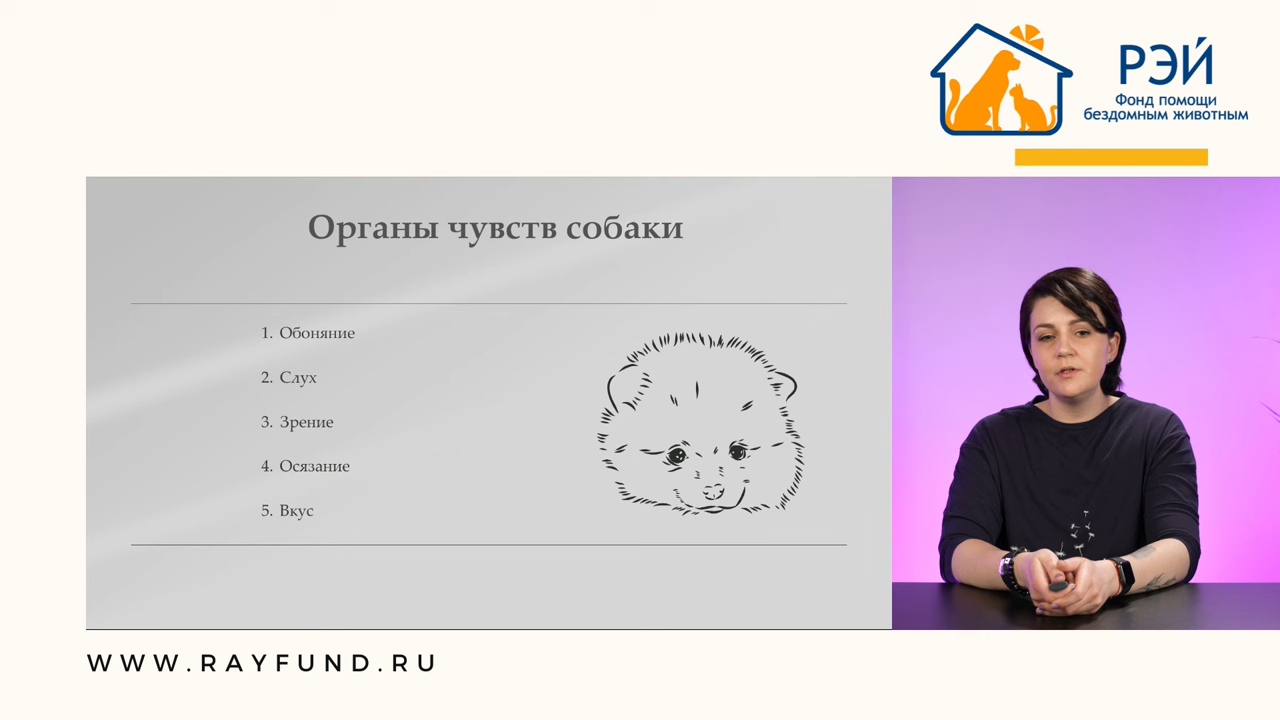 РЭЙ
Фонд помощи
бездомным животным
Органы чувств собаки
1. Обоняние
2. Слух
3. Зрение
4. Осязание
5. Вкус
WWW.RAYFUND.RU